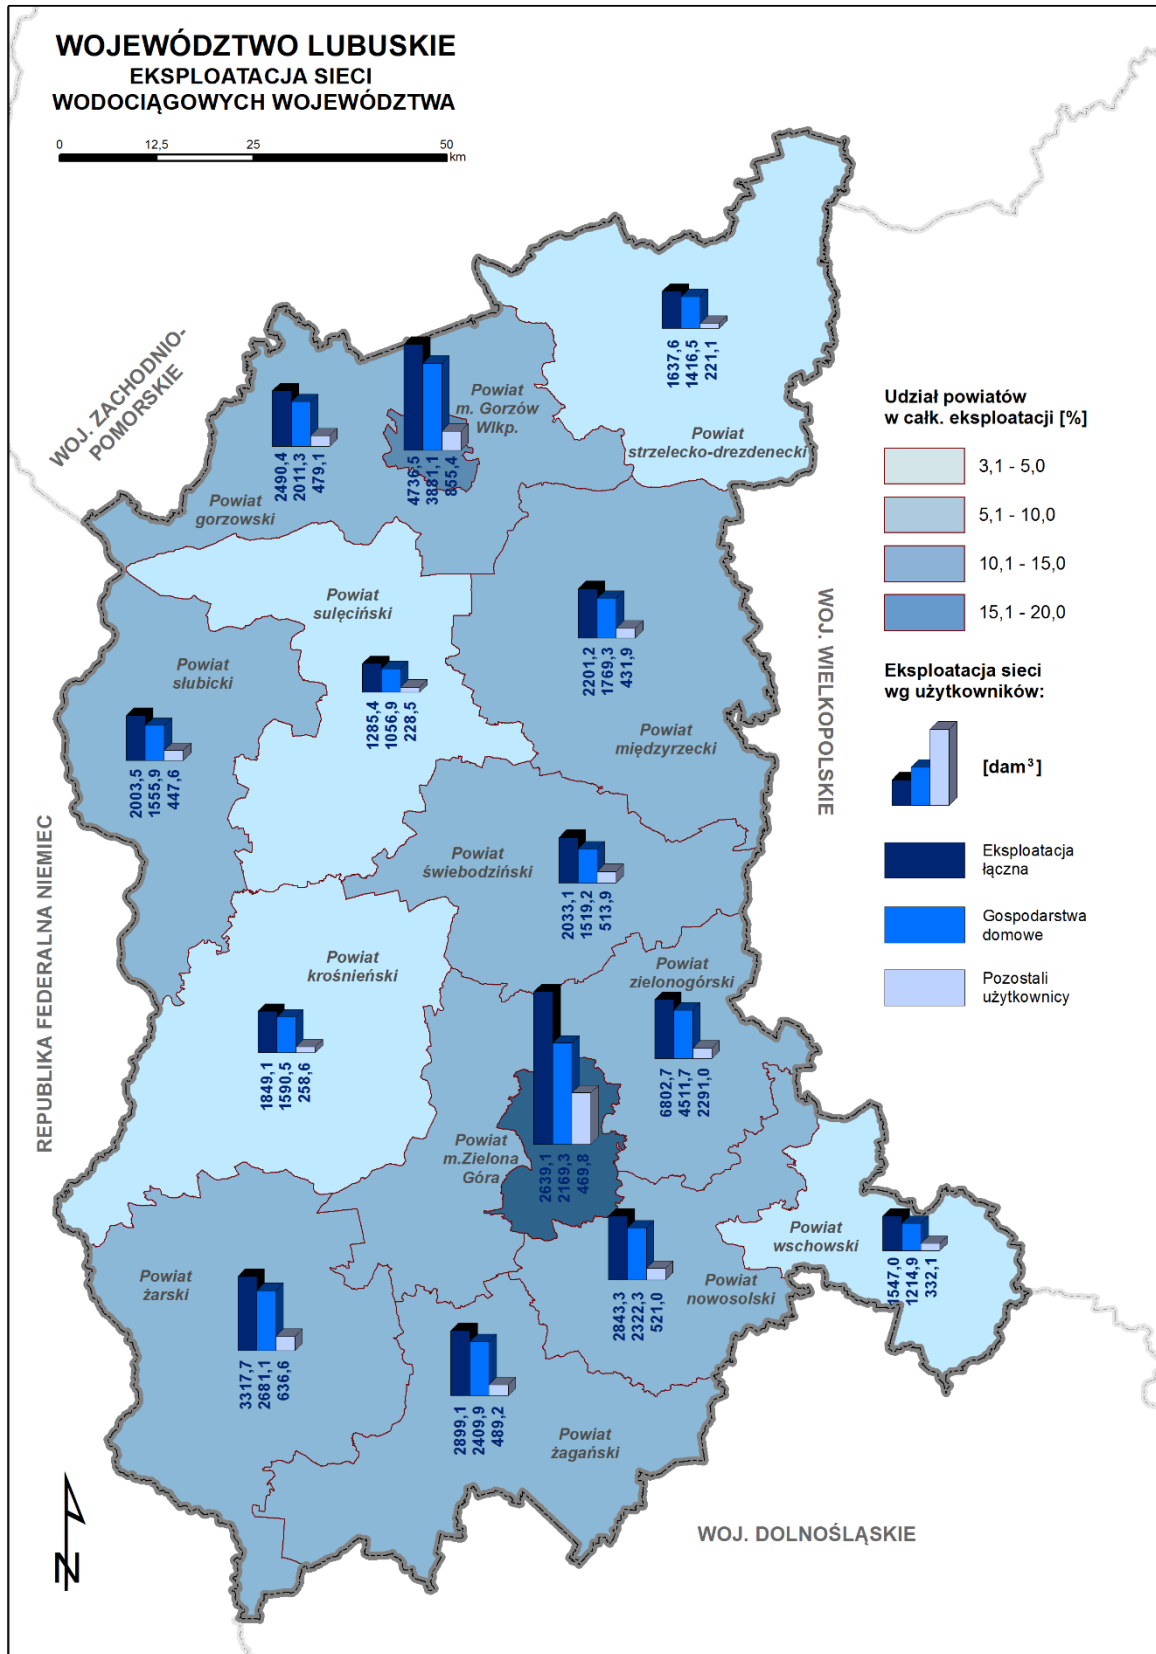 WOJEWÓDZTWO LUBUSKIE
EKSPLOATACJA SIECI
WODOCIĄGOWYCH WOJEWÓDZTWA
0
12,5
25
50
km
WOJ. ZACHODNIO-
POMORSKIE
1637,6
1416,5
221,1
Powiat
strzelecko-drezdenecki
Powiat
m. Gorzów
Wlkp.
4736,5
3881,1
855,4
2490,4
2011,3
479,1
Powiat
gorzowski
Powiat
sulęciński
1285,4
1056,9
228,5
Powiat
słubicki
2003,5
1555,9
447,6
2201,2
1769,3
431,9
Powiat
międzyrzecki
WOJ. WIELKOPOLSKIE
REPUBLIKA FEDERALNA NIEMIEC
Powiat
świebodziński
2033,1
1519,2
513,9
Powiat
krośnieński
1849,1
1590,5
258,6
Powiat
zielonogórski
6802,7
4511,7
2291,0
Powiat
m.Zielona
Góra
2639,1
2169,3
469,8
Powiat
wschowski
1547,0
1214,9
332,1
Powiat
nowosolski
2843,3
2322,3
521,0
Powiat
żarski
3317,7
2681,1
636,6
2899,1
2409,9
489,2
Powiat
żagański
WOJ. DOLNOŚLĄSKIE
N
Udział powiatów
w całk. eksploatacji [%]
3,1 - 5,0
5,1 - 10,0
10,1 - 15,0
15,1 - 20,0
Eksploatacja sieci
wg użytkowników:
[dam³]
Eksploatacja
łączna
Gospodarstwa
domowe
Pozostali
użytkownicy